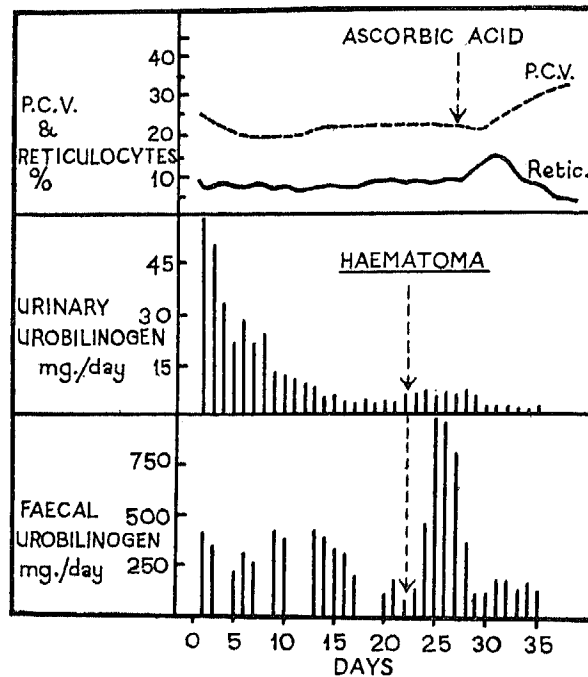 ASCORBIC ACID
40
30
20
10
P.C.V.
&
RETICULOCYTES
%
P.C.V.
Retic.
HAEMATOMA
45
30
15
URINARY
UROBILINOGEN
mg./day
750
500
250
FAECAL
UROBILINOGEN
mg./day
0 5 10 15 20 25 30 35
DAYS